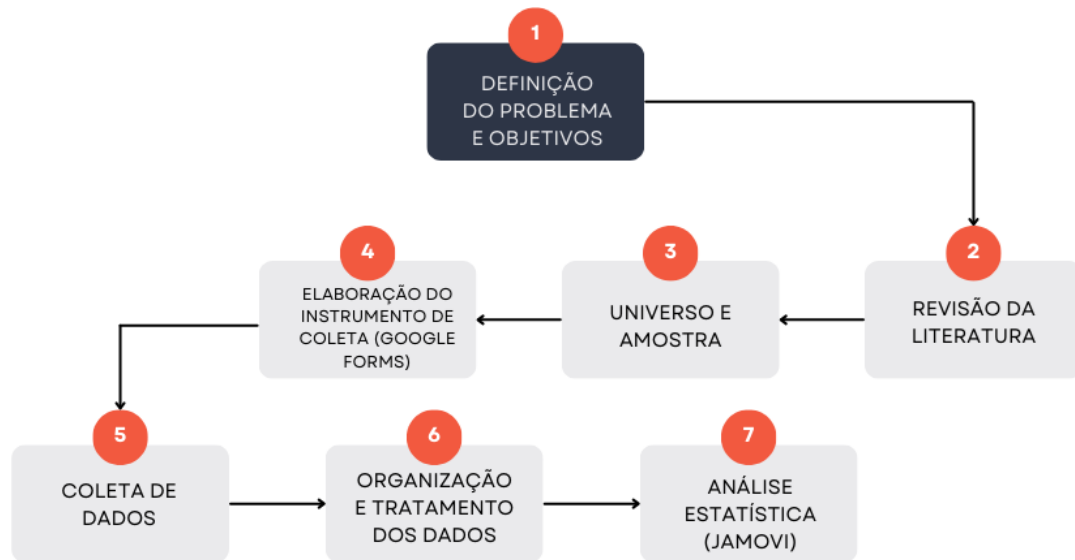 1
DEFINIÇÃO
DO PROBLEMA
E OBJETIVOS
2
REVISÃO DA
LITERATURA
3
UNIVERSO E
AMOSTRA
4
ELABORAÇÃO DO
INSTRUMENTO DE
COLETA (GOOGLE
FORMS)
5
COLETA DE
DADOS
6
ORGANIZAÇÃO
E TRATAMENTO
DOS DADOS
7
ANÁLISE
ESTATÍSTICA
(JAMOVI)